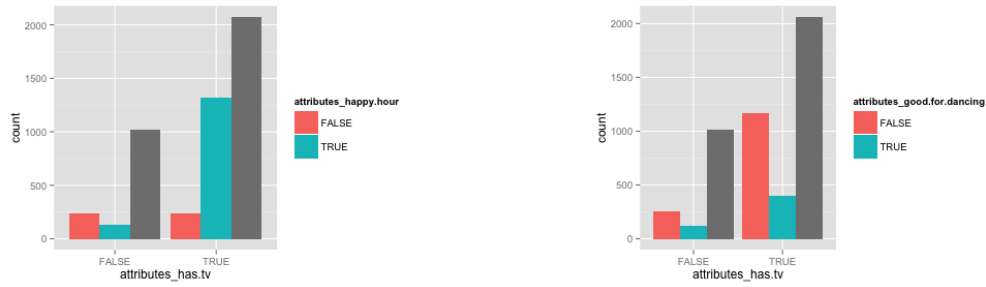 2000
1500
1000
500
0
count
FALSE TRUE
attributes_has.tv
attributes_happy.hour
FALSE
TRUE
2000
1500
1000
500
0
count
FALSE TRUE
attributes_has.tv
attributes_good.for.dancing
FALSE
TRUE